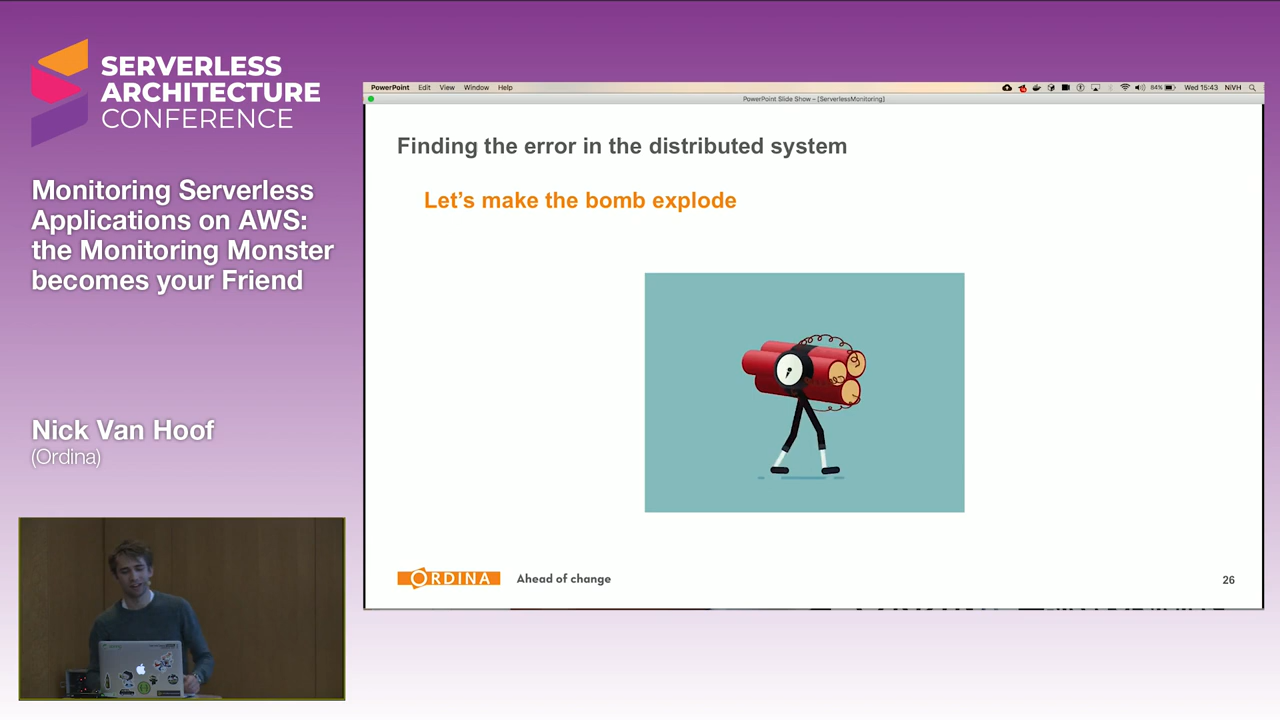 SERVERLESS
ARCHITECTURE
CONFERENCE
Monitoring Serverless
Applications on AWS:
the Monitoring Monster
becomes your Friend
Nick Van Hoof
(Ordina)
PowerPoint Edit View Window Help
84% Wed 15:43 NiVH
PowerPoint Slide Show - [ServerlessMonitoring]
Finding the error in the distributed system
Let's make the bomb explode
ORDINA Ahead of change
26